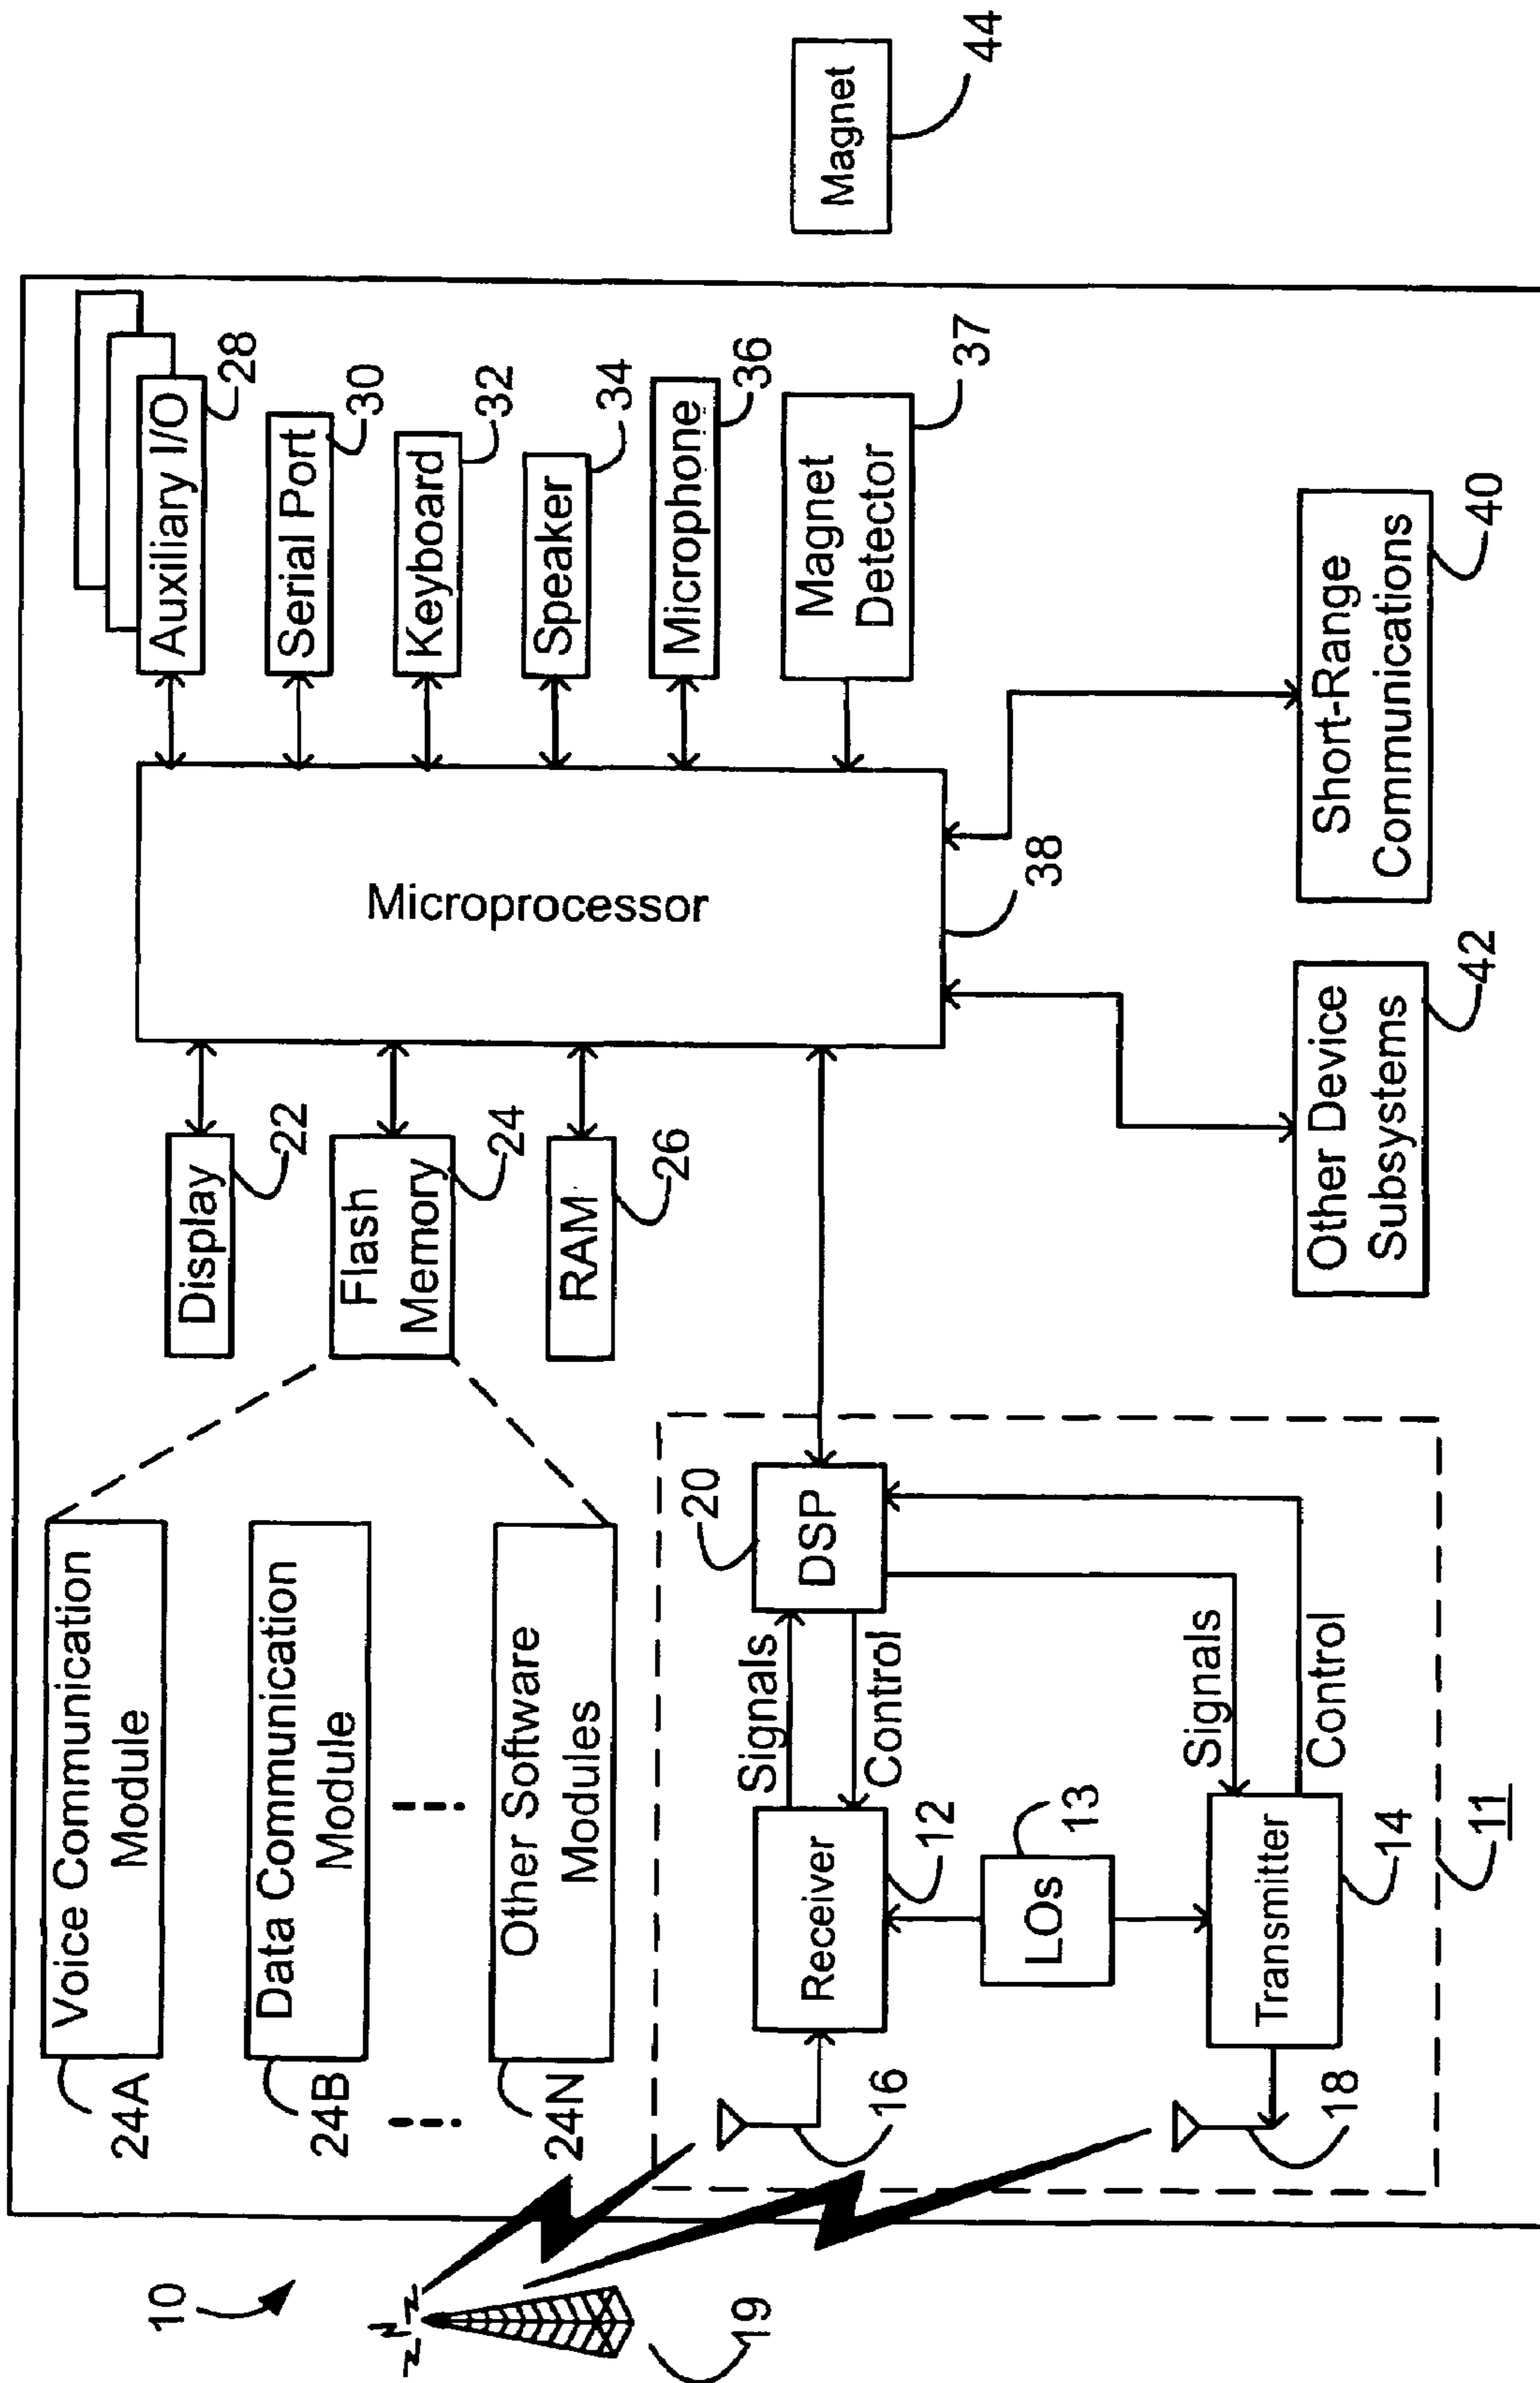 10
19
24A
Voice Communication
Module
24B
Data Communication
Module
24N
Other Software
Modules
Display
22
Flash
Memory
24
RAM
26
Microprocessor
38
Auxiliary I/O
28
Serial Port
30
Keyboard
32
Speaker
34
Microphone
36
Magnet
Detector
37
Magnet
44
20
DSP
Signals
Control
Receiver
12
16
LOs
13
Signals
Control
Transmitter
14
18
11
Other Device
Subsystems
42
Short-Range
Communications
40